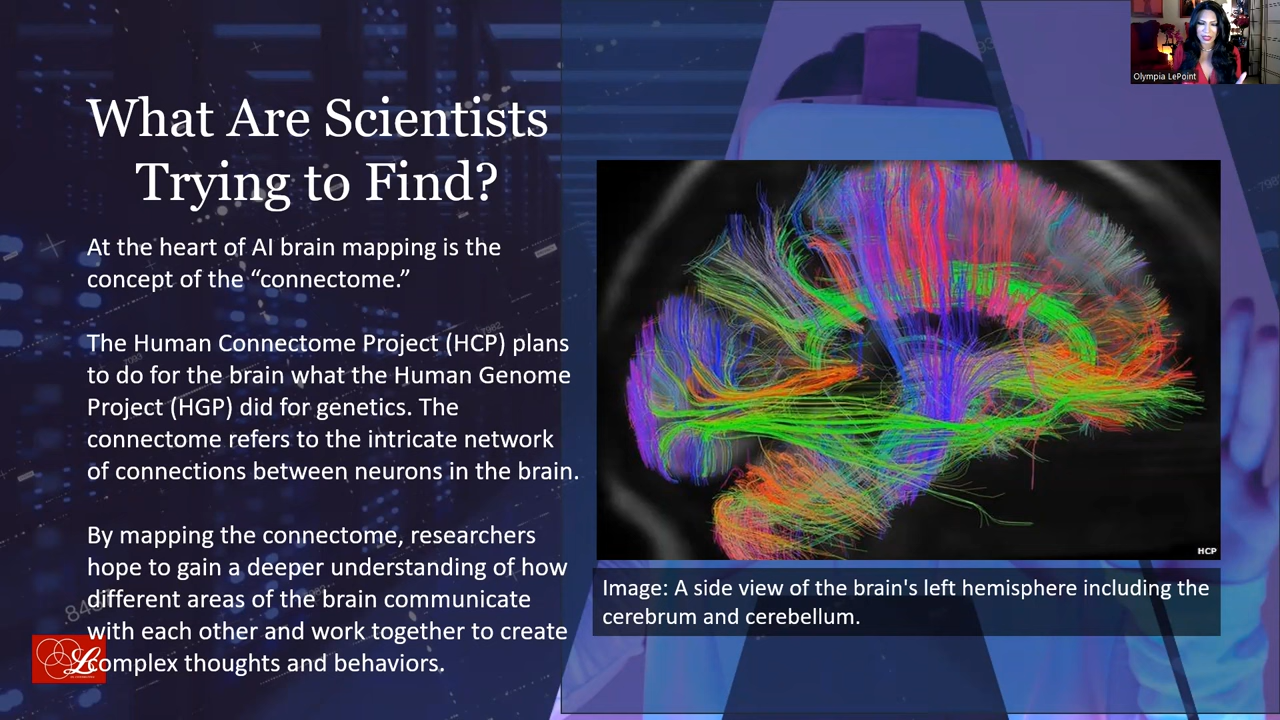 What Are Scientists
Trying to Find?
At the heart of AI brain mapping is the
concept of the “connectome.”
The Human Connectome Project (HCP) plans
to do for the brain what the Human Genome
Project (HGP) did for genetics. The
connectome refers to the intricate network
of connections between neurons in the brain.
By mapping the connectome, researchers
hope to gain a deeper understanding of how
different areas of the brain communicate
with each other and work together to create
complex thoughts and behaviors.
Olympia LePoint
HCP
Image: A side view of the brain's left hemisphere including the
cerebrum and cerebellum.